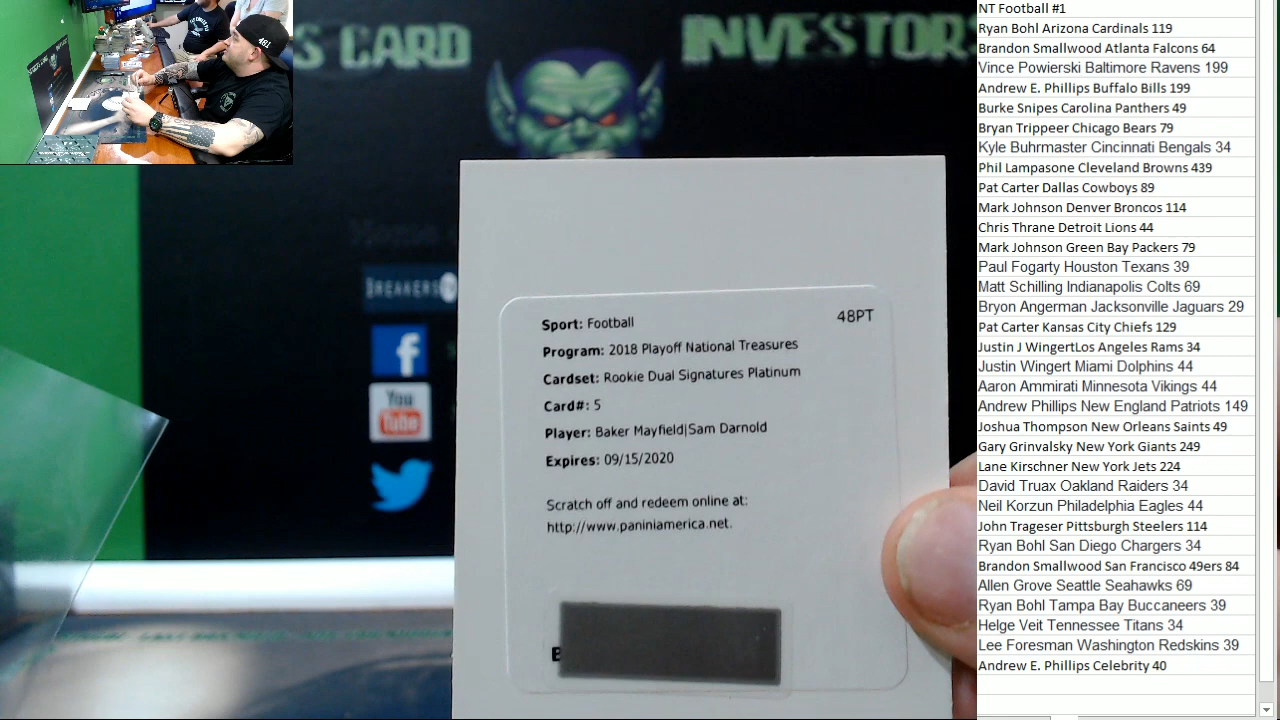 S CARD INVESTORS
461
BREAKERS
You
Tube
48PT
Sport: Football
Program: 2018 Playoff National Treasures
Cardset: Rookie Dual Signatures Platinum
Card#: 5
Player: Baker Mayfield|Sam Darnold
Expires: 09/15/2020
Scratch off and redeem online at:
http://www.paniniamerica.net.
NT Football #1
Ryan Bohl Arizona Cardinals 119
Brandon Smallwood Atlanta Falcons 64
Vince Powierski Baltimore Ravens 199
Andrew E. Phillips Buffalo Bills 199
Burke Snipes Carolina Panthers 49
Bryan Trippeer Chicago Bears 79
Kyle Buhrmaster Cincinnati Bengals 34
Phil Lampasone Cleveland Browns 439
Pat Carter Dallas Cowboys 89
Mark Johnson Denver Broncos 114
Chris Thrane Detroit Lions 44
Mark Johnson Green Bay Packers 79
Paul Fogarty Houston Texans 39
Matt Schilling Indianapolis Colts 69
Bryon Angerman Jacksonville Jaguars 29
Pat Carter Kansas City Chiefs 129
Justin J WingertLos Angeles Rams 34
Justin Wingert Miami Dolphins 44
Aaron Ammirati Minnesota Vikings 44
Andrew Phillips New England Patriots 149
Joshua Thompson New Orleans Saints 49
Gary Grinvalsky New York Giants 249
Lane Kirschner New York Jets 224
David Truax Oakland Raiders 34
Neil Korzun Philadelphia Eagles 44
John Trageser Pittsburgh Steelers 114
Ryan Bohl San Diego Chargers 34
Brandon Smallwood San Francisco 49ers 84
Allen Grove Seattle Seahawks 69
Ryan Bohl Tampa Bay Buccaneers 39
Helge Veit Tennessee Titans 34
Lee Foresman Washington Redskins 39
Andrew E. Phillips Celebrity 40